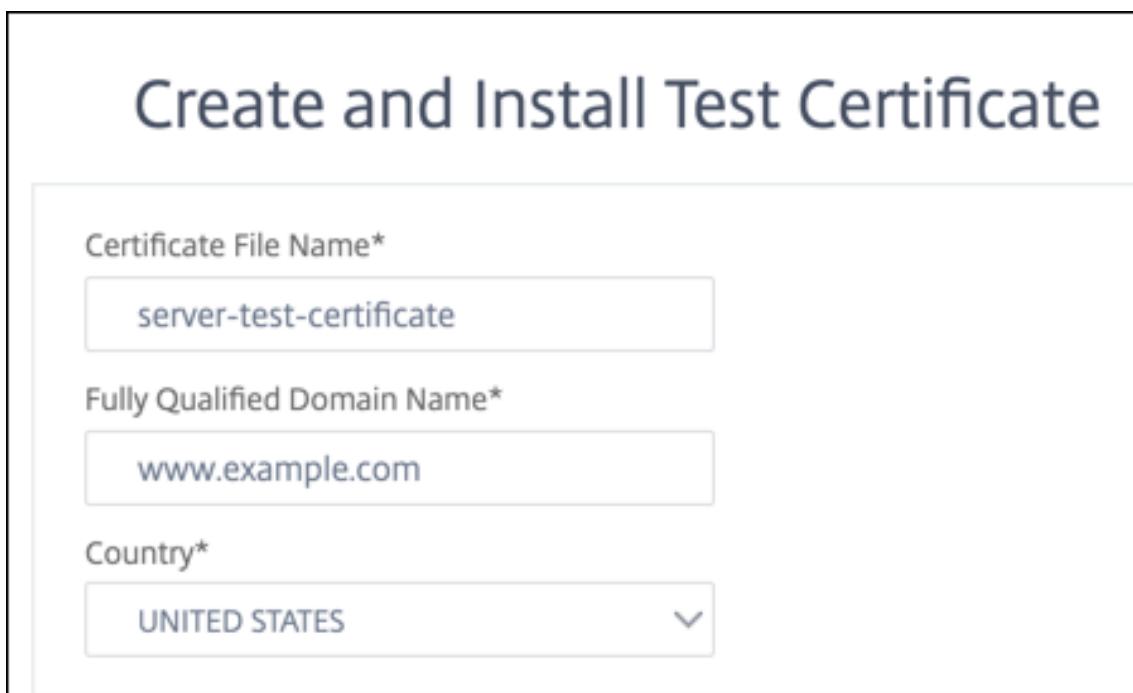 Create and Install Test Certificate
Certificate File Name*
server-test-certificate
Fully Qualified Domain Name*
www.example.com
Country*
UNITED STATES